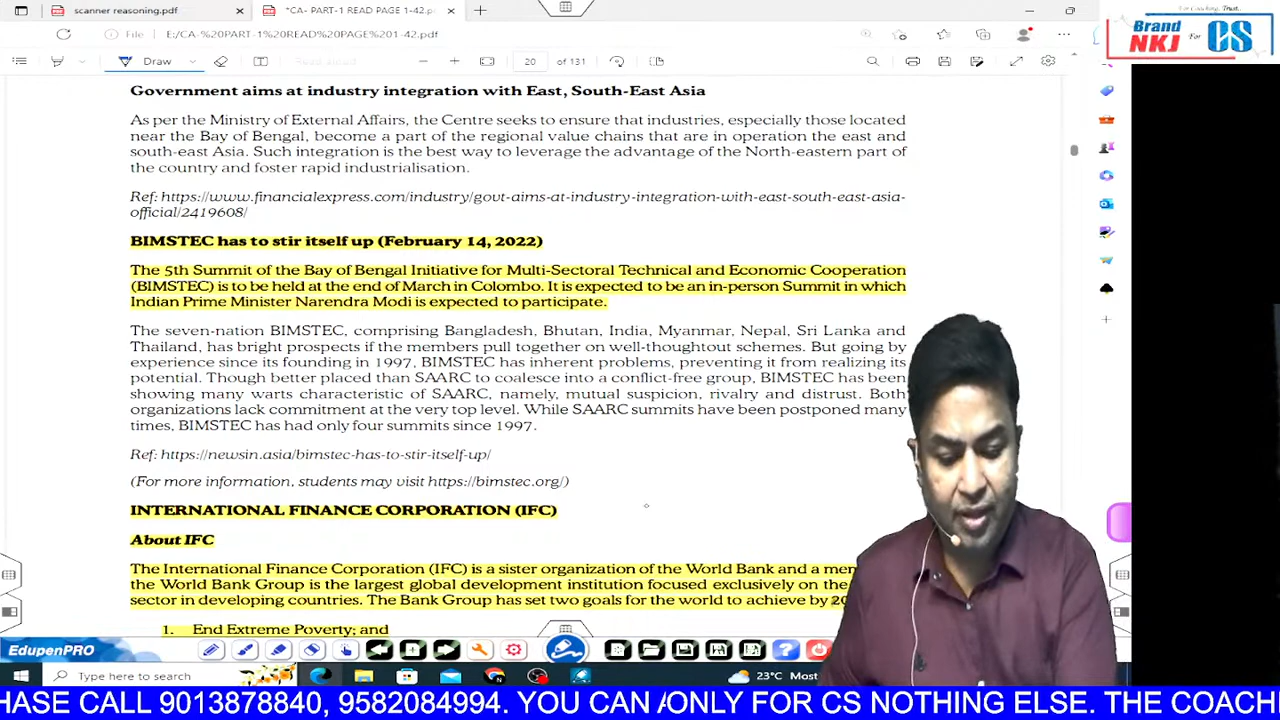 scanner reasoning.pdf
*CA- PART-1 READ PAGE 1-42.p
Brand
NKJ
For
CS
File
E:/CA-%20PART-1%20READ%20PAGE%201-42.pdf
Draw
Read aloud
20
of 131
Government aims at industry integration with East, South-East Asia
As per the Ministry of External Affairs, the Centre seeks to ensure that industries, especially those located
near the Bay of Bengal, become a part of the regional value chains that are in operation the east and
south-east Asia. Such integration is the best way to leverage the advantage of the North-eastern part of
the country and foster rapid industrialisation.
Ref: https://www.financialexpress.com/industry/govt-aims-at-industry-integration-with-east-south-east-asia-
official/2419608/
BIMSTEC has to stir itself up (February 14, 2022)
The 5th Summit of the Bay of Bengal Initiative for Multi-Sectoral Technical and Economic Cooperation
(BIMSTEC) is to be held at the end of March in Colombo. It is expected to be an in-person Summit in which
Indian Prime Minister Narendra Modi is expected to participate.
The seven-nation BIMSTEC, comprising Bangladesh, Bhutan, India, Myanmar, Nepal, Sri Lanka and
Thailand, has bright prospects if the members pull together on well-thoutout schemes. But going by
experience since its founding in 1997, BIMSTEC has inherent problems, preventing it from realizing its
potential. Though better placed than SAARC to coalesce into a conflict-free group, BIMSTEC has been
showing many warts characteristic of SAARC, namely, mutual suspicion, rivalry and distrust. Both
organizations lack commitment at the very top level. While SAARC summits have been postponed many
times, BIMSTEC has had only four summits since 1997.
Ref: https://newsin.asia/bimstec-has-to-stir-itself-up/
(For more information, students may visit https://bimstec.org/)
INTERNATIONAL FINANCE CORPORATION (IFC)
About IFC
The International Finance Corporation (IFC) is a sister organization of the World Bank and a mem
the World Bank Group is the largest global development institution focused exclusively on the
sector in developing countries. The Bank Group has set two goals for the world to achieve by 20
1. End Extreme Poverty; and
EdupenPRO
Type here to search
23°C Most
HASE CALL 9013878840, 9582084994. YOU CAN /ONLY FOR CS NOTHING ELSE. THE COACH